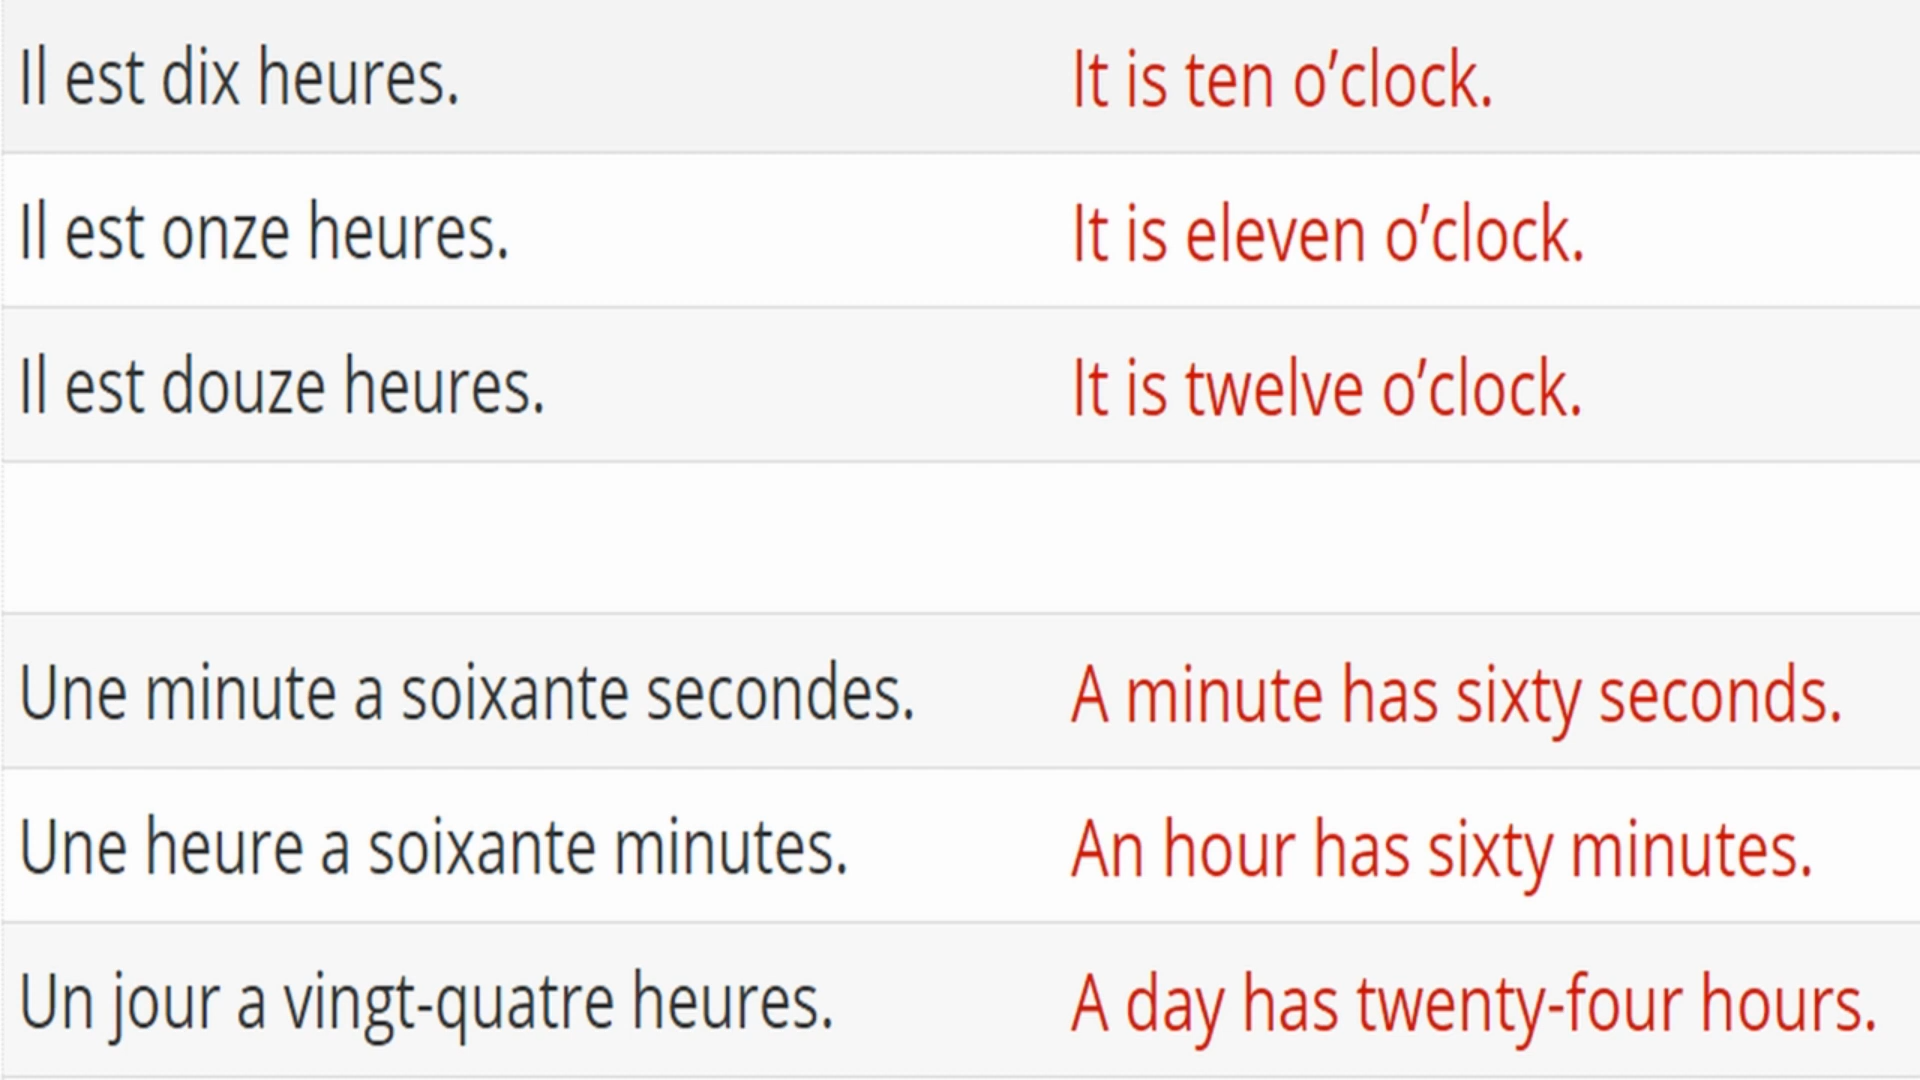 Il est dix heures. It is ten o’clock.
Il est onze heures. It is eleven o’clock.
Il est douze heures. It is twelve o’clock.
Une minute a soixante secondes. A minute has sixty seconds.
Une heure a soixante minutes. An hour has sixty minutes.
Un jour a vingt-quatre heures. A day has twenty-four hours.